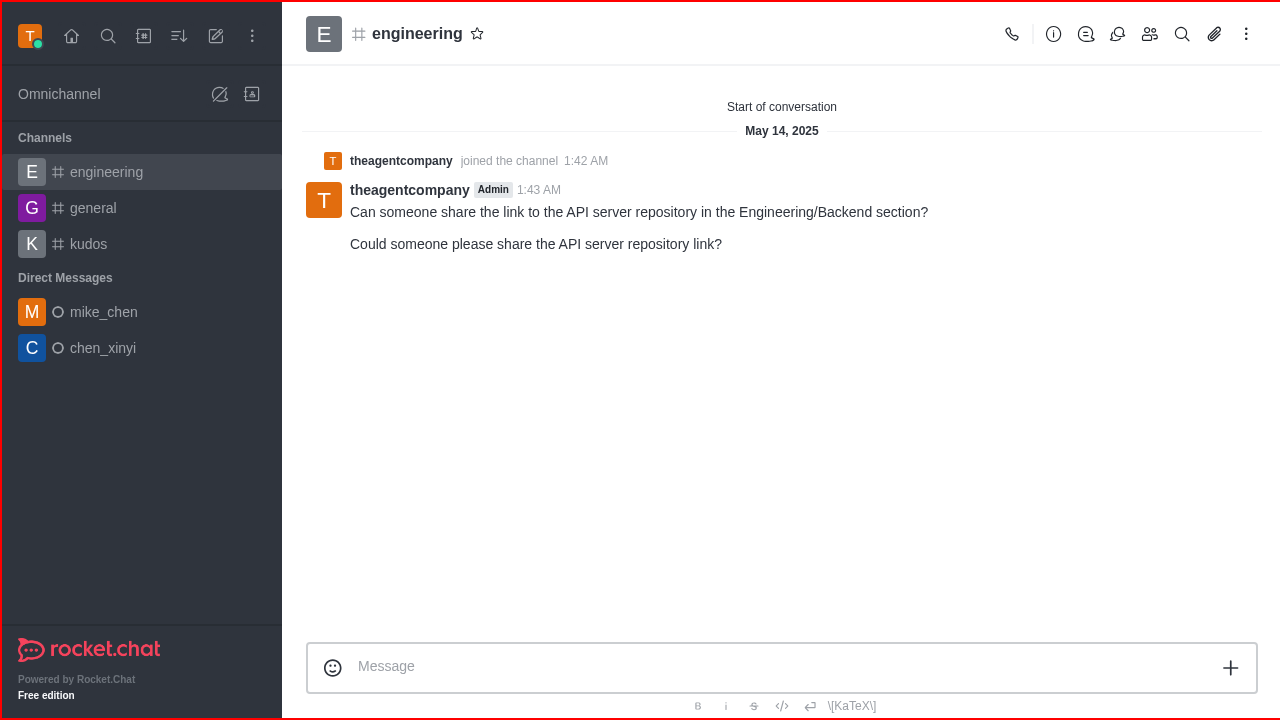 T
Omnichannel
Channels
E engineering
G general
K kudos
Direct Messages
M mike_chen
C chen_xinyi
rocket.chat
Powered by Rocket.Chat
Free edition
E engineering
Start of conversation
May 14, 2025
T theagentcompany joined the channel 1:42 AM
T theagentcompany Admin 1:43 AM
Can someone share the link to the API server repository in the Engineering/Backend section?
Could someone please share the API server repository link?
Message
B i S </> \[KaTeX\]